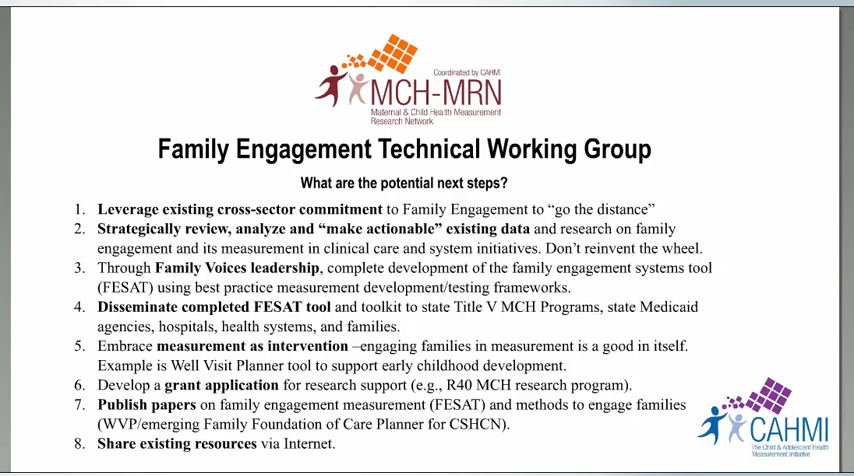 Coordinated by CAHMI
MCH-MRN
Maternal & Child Health Measurement
Research Network
Family Engagement Technical Working Group
What are the potential next steps?
1. Leverage existing cross-sector commitment to Family Engagement to “go the distance”
2. Strategically review, analyze and “make actionable” existing data and research on family
engagement and its measurement in clinical care and system initiatives. Don’t reinvent the wheel.
3. Through Family Voices leadership, complete development of the family engagement systems tool
(FESAT) using best practice measurement development/testing frameworks.
4. Disseminate completed FESAT tool and toolkit to state Title V MCH Programs, state Medicaid
agencies, hospitals, health systems, and families.
5. Embrace measurement as intervention –engaging families in measurement is a good in itself.
Example is Well Visit Planner tool to support early childhood development.
6. Develop a grant application for research support (e.g., R40 MCH research program).
7. Publish papers on family engagement measurement (FESAT) and methods to engage families
(WVP/emerging Family Foundation of Care Planner for CSHCN).
8. Share existing resources via Internet.
CAHMI
The Child & Adolescent Health
Measurement Initiative